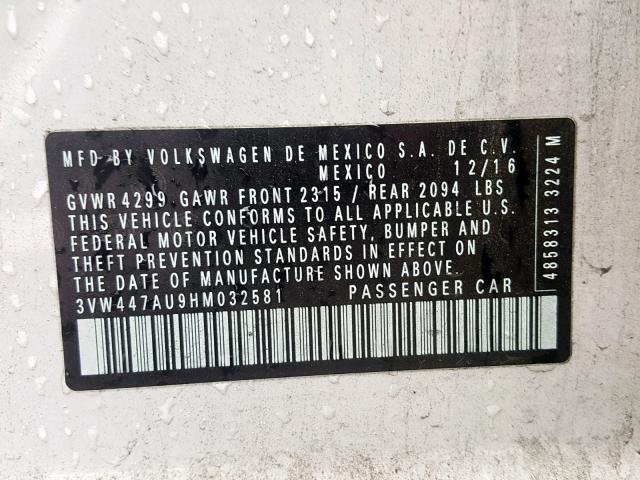 MFD BY VOLKSWAGEN DE MEXICO S.A. DE C.V.
MEXICO 12/16
GVWR 4299 GAWR FRONT 2315 / REAR 2094 LBS
THIS VEHICLE CONFORMS TO ALL APPLICABLE U.S.
FEDERAL MOTOR VEHICLE SAFETY, BUMPER AND
THEFT PREVENTION STANDARDS IN EFFECT ON
THE DATE OF MANUFACTURE SHOWN ABOVE.
3VW447AU9HM032581 PASSENGER CAR
4858313 3224 M